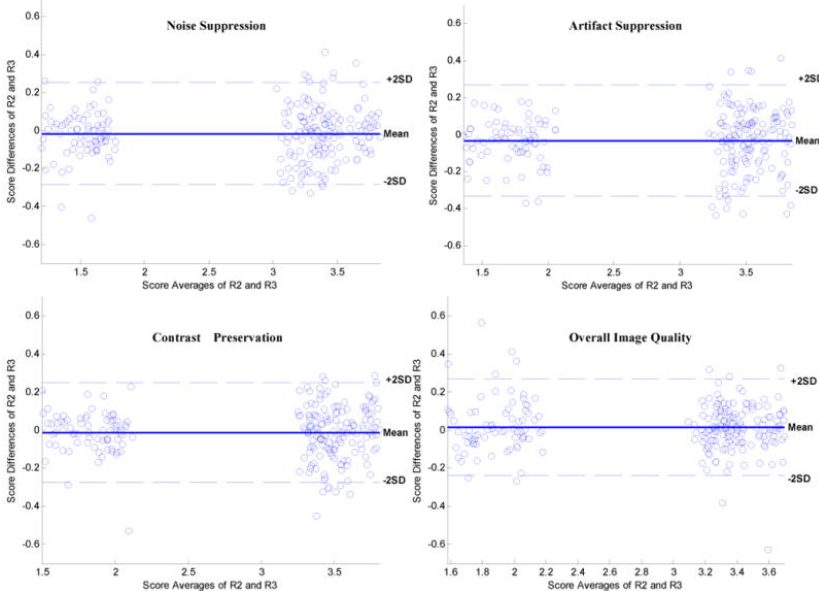 Noise Suppression
Score Differences of R2 and R3
0.6
0.4
0.2
0
-0.2
-0.4
-0.6
+2SD
Mean
-2SD
1.5 2 2.5 3 3.5
Score Averages of R2 and R3
Artifact Suppression
Score Differences of R2 and R3
0.6
0.4
0.2
0
-0.2
-0.4
-0.6
+2SD
Mean
-2SD
1.5 2 2.5 3 3.5
Score Averages of R2 and R3
Contrast Preservation
Score Differences of R2 and R3
0.6
0.4
0.2
0
-0.2
-0.4
-0.6
+2SD
Mean
-2SD
1.5 2 2.5 3 3.5
Score Averages of R2 and R3
Overall Image Quality
Score Differences of R2 and R3
0.6
0.4
0.2
0
-0.2
-0.4
-0.6
+2SD
Mean
-2SD
1.6 1.8 2 2.2 2.4 2.6 2.8 3 3.2 3.4 3.6
Score Averages of R2 and R3